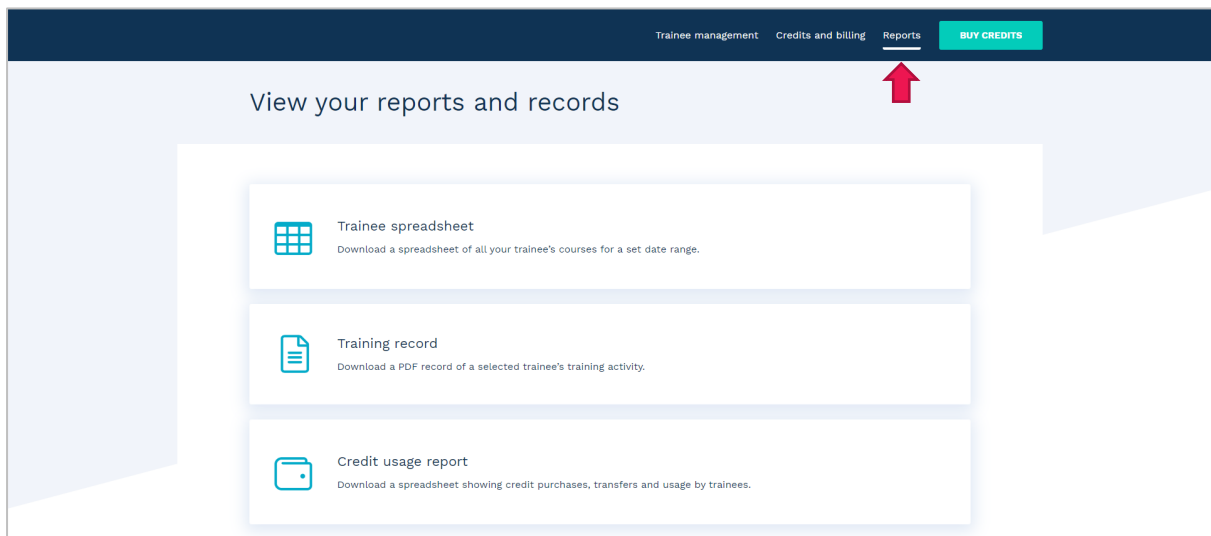 Trainee management Credits and billing Reports BUY CREDITS
View your reports and records
Trainee spreadsheet
Download a spreadsheet of all your trainee's courses for a set date range.
Training record
Download a PDF record of a selected trainee's training activity.
Credit usage report
Download a spreadsheet showing credit purchases, transfers and usage by trainees.